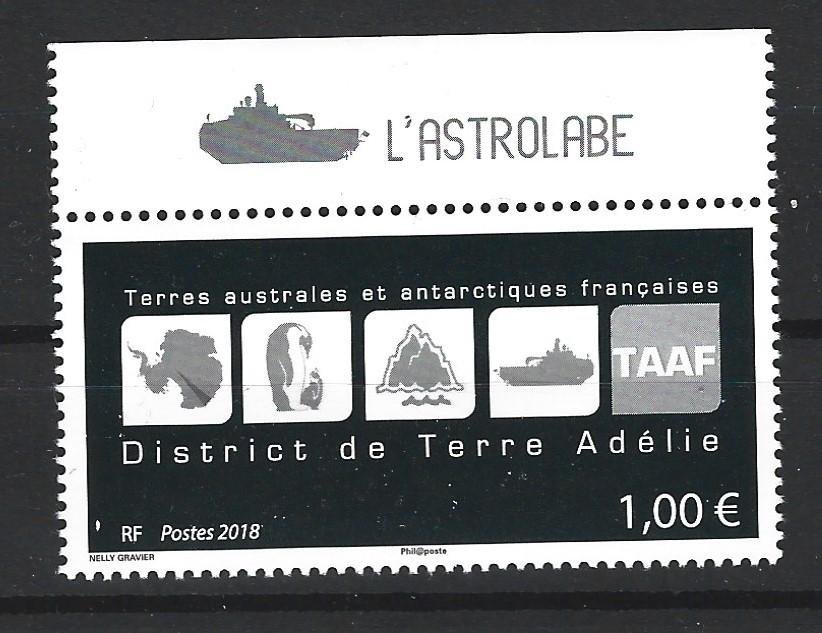 L'ASTROLABE
Terres australes et antarctiques françaises
TAAF
District de Terre Adélie
1,00 €
RF Postes 2018
NELLY GRAVIER
Phil@poste